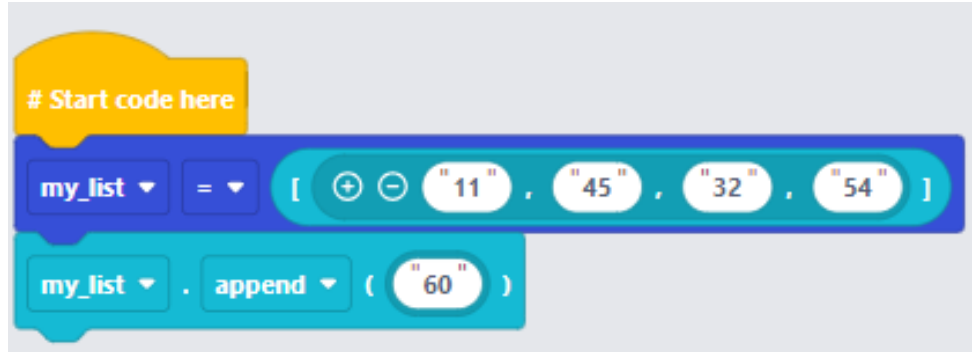 # Start code here
my_list = [ "11" , "45" , "32" , "54" ]
my_list . append ( "60" )